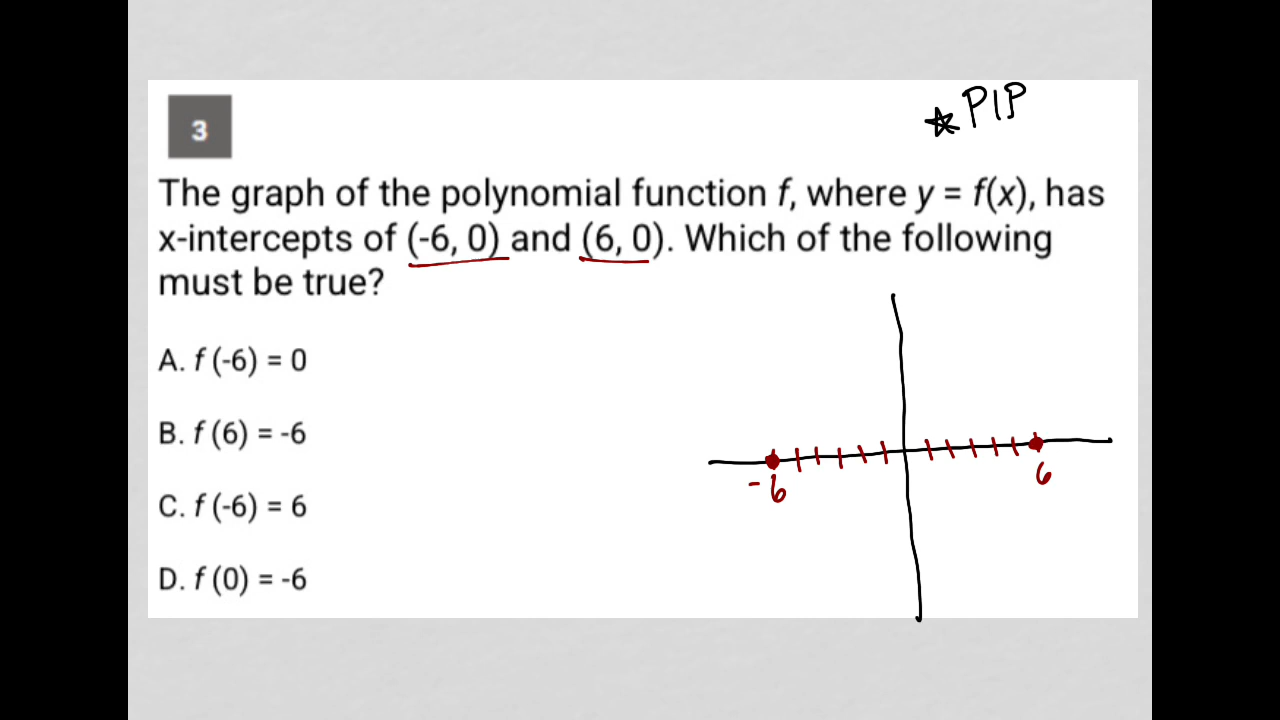 3
PIP
The graph of the polynomial function f, where y = f(x), has
x-intercepts of (-6, 0) and (6, 0). Which of the following
must be true?
A. f (-6) = 0
B. f (6) = -6
C. f (-6) = 6
D. f (0) = -6
-6
6